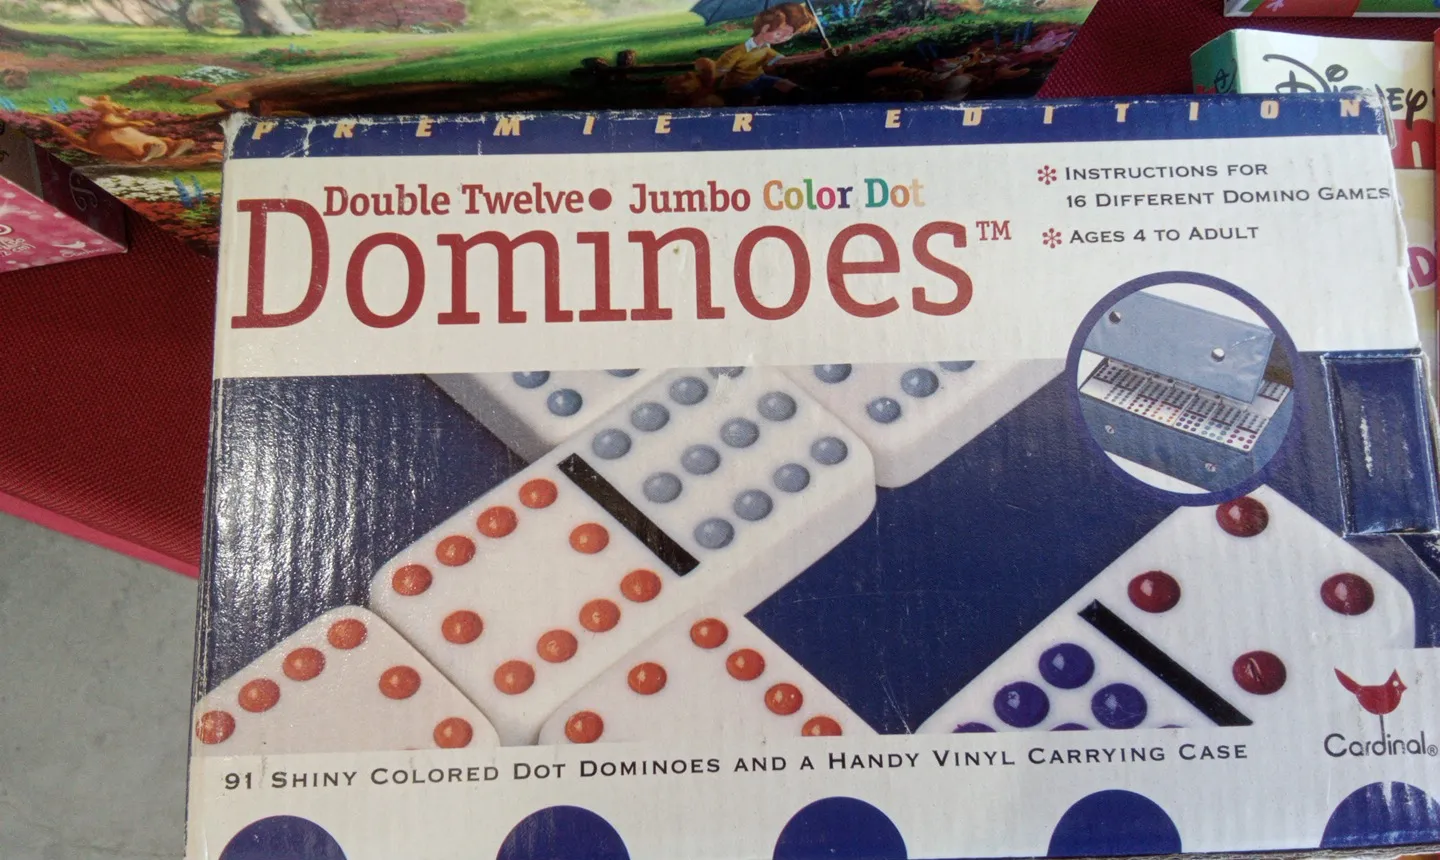 PREMIER EDITION
Double Twelve● Jumbo Color Dot
Dominoes™
✻ INSTRUCTIONS FOR
16 DIFFERENT DOMINO GAMES
✻ AGES 4 TO ADULT
Cardinal®
91 SHINY COLORED DOT DOMINOES AND A HANDY VINYL CARRYING CASE
DISNEY